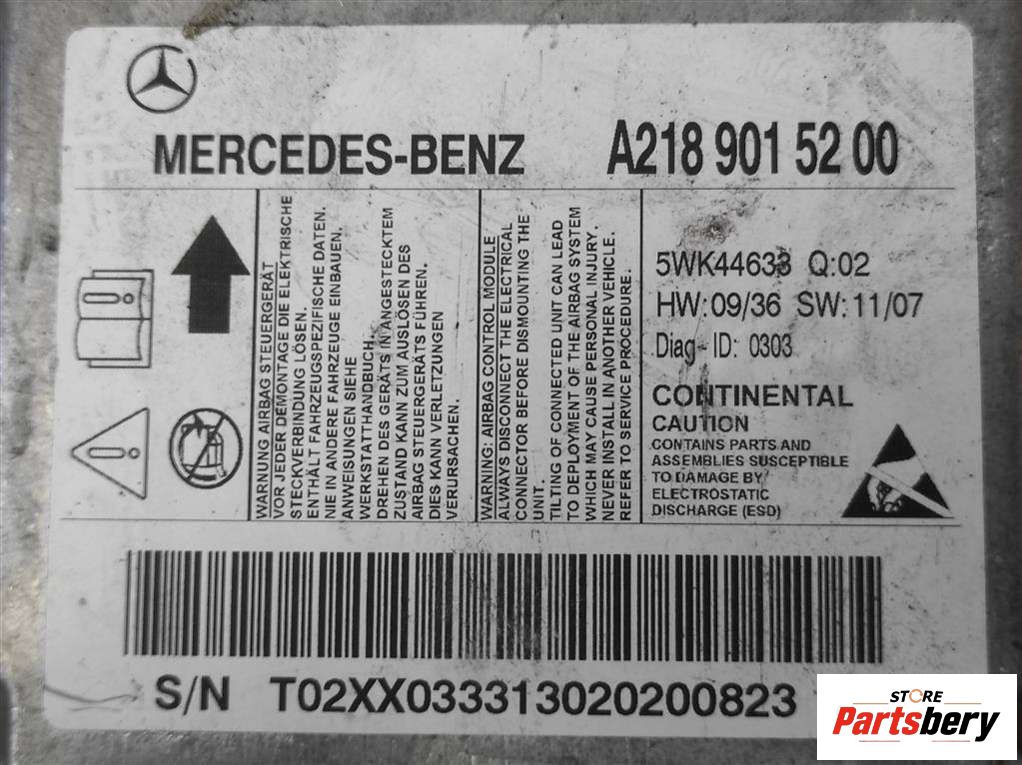 MERCEDES-BENZ
A218 901 52 00
WARNUNG AIRBAG STEUERGERÄT
VOR JEDER DEMONTAGE DIE ELEKTRISCHE
STECKVERBINDUNG LÖSEN.
ENTHÄLT FAHRZEUGSPEZIFISCHE DATEN.
NIE IN ANDERE FAHRZEUGE EINBAUEN.
ANWEISUNGEN SIEHE
WERKSTATTHANDBUCH.
DREHEN DES GERÄTS IN ANGESTECKTEM
ZUSTAND KANN ZUM AUSLÖSEN DES
AIRBAG STEUERGERÄTS FÜHREN.
DIES KANN VERLETZUNGEN
VERURSACHEN.
WARNING: AIRBAG CONTROL MODULE
ALWAYS DISCONNECT THE ELECTRICAL
CONNECTOR BEFORE DISMOUNTING THE
UNIT.
TILTING OF CONNECTED UNIT CAN LEAD
TO DEPLOYMENT OF THE AIRBAG SYSTEM
WHICH MAY CAUSE PERSONAL INJURY.
NEVER INSTALL IN ANOTHER VEHICLE.
REFER TO SERVICE PROCEDURE.
5WK44633 Q:02
HW:09/36 SW:11/07
Diag-ID: 0303
CONTINENTAL
CAUTION
CONTAINS PARTS AND
ASSEMBLIES SUSCEPTIBLE
TO DAMAGE BY
ELECTROSTATIC
DISCHARGE (ESD)
S/N T02XX033313020200823
STORE
Partsbery